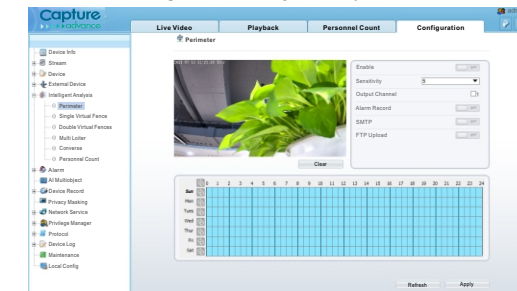 Capture
advance
Live Video
Playback
Personnel Count
Configuration
Device Info
Stream
Device
External Device
Intelligent Analysis
Perimeter
Single Virtual Fence
Double Virtual Fences
Multi Loiter
Converse
Personnel Count
Alarm
AI Multiobject
Device Record
Privacy Masking
Network Service
Privilege Manager
Protocol
Device Log
Maintenance
Local Config
Perimeter
Clear
Enable
Sensitivity 5
Output Channel 1
Alarm Record
SMTP
FTP Upload
0 1 2 3 4 5 6 7 8 9 10 11 12 13 14 15 16 17 18 19 20 21 22 23 24
Sun
Mon
Tues
Wed
Thur
Fri
Sat
Refresh
Apply